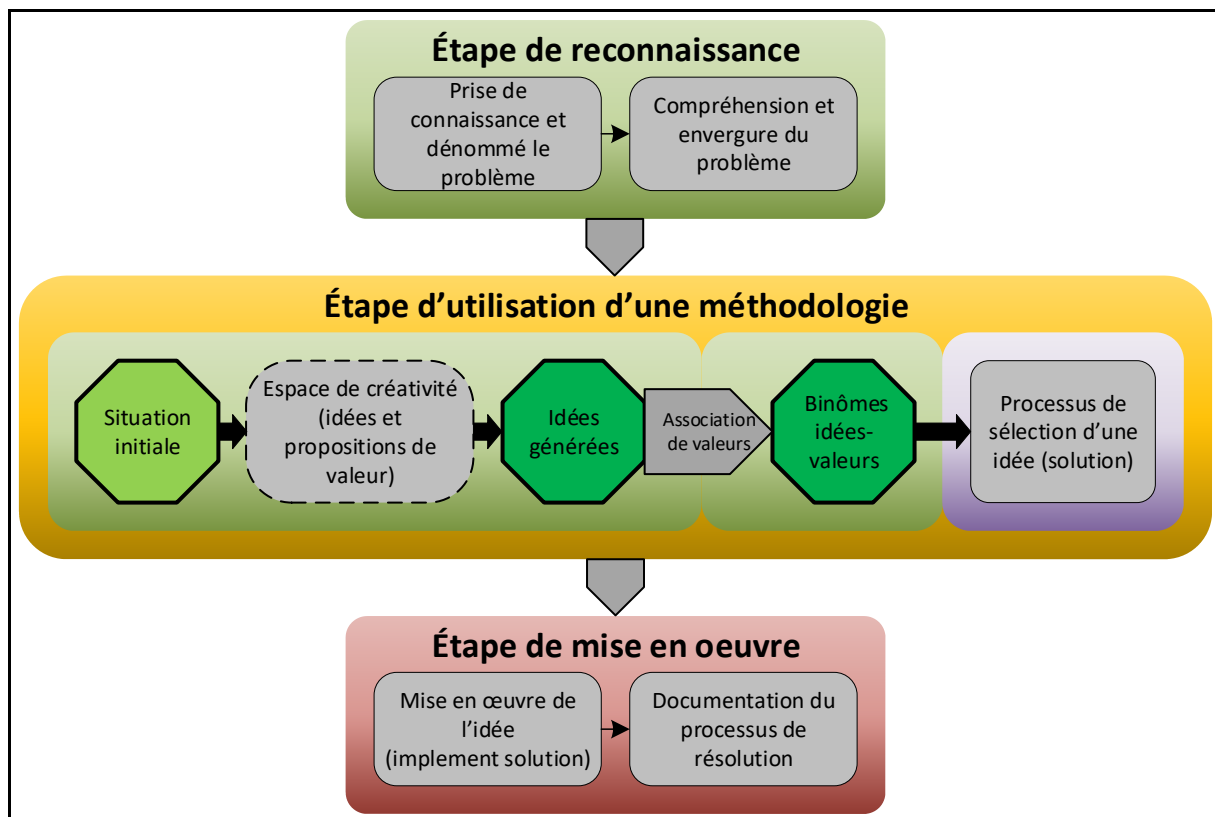 Étape de reconnaissance
Prise de
connaissance et
dénommé le
problème
Compréhension et
envergure du
problème
Étape d’utilisation d’une méthodologie
Situation
initiale
Espace de créativité
(idées et
propositions de
valeur)
Idées
générées
Association
de valeurs
Binômes
idées-
valeurs
Processus de
sélection d’une
idée (solution)
Étape de mise en oeuvre
Mise en œuvre de
l’idée
(implement solution)
Documentation du
processus de
résolution